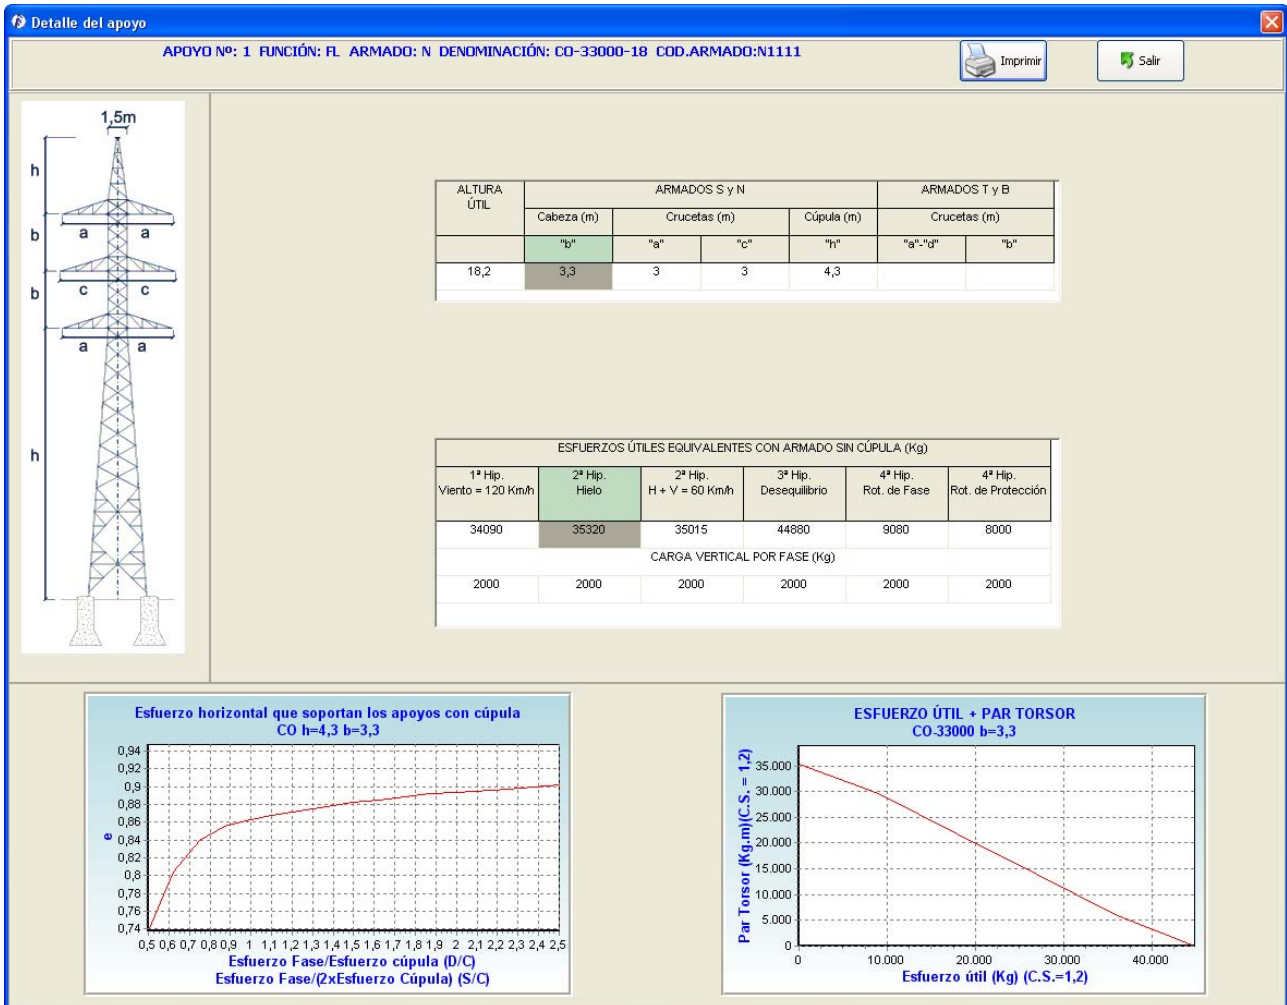 Detalle del apoyo
APOYO Nº: 1 FUNCIÓN: FL ARMADO: N DENOMINACIÓN: CO-33000-18 COD.ARMADO:N1111
Imprimir
Salir
1,5m
h
b
a a
b
c c
a a
h
ALTURA ÚTIL ARMADOS S y N ARMADOS T y B
Cabeza (m) Crucetas (m) Cúpula (m) Crucetas (m)
"b" "a" "c" "h" "a"-"d" "b"
18,2 3,3 3 3 4,3
ESFUERZOS ÚTILES EQUIVALENTES CON ARMADO SIN CÚPULA (Kg)
1ª Hip. 2ª Hip. 2ª Hip. 3ª Hip. 4ª Hip. 4ª Hip.
Viento = 120 Km/h Hielo H + V = 60 Km/h Desequilibrio Rot. de Fase Rot. de Protección
34090 35320 35015 44880 9080 8000
CARGA VERTICAL POR FASE (Kg)
2000 2000 2000 2000 2000 2000
Esfuerzo horizontal que soportan los apoyos con cúpula
CO h=4,3 b=3,3
0,94
0,92
0,9
0,88
0,86
0,84
0,82
0,8
0,78
0,76
0,74
e
0,5 0,6 0,7 0,8 0,9 1 1,1 1,2 1,3 1,4 1,5 1,6 1,7 1,8 1,9 2 2,1 2,2 2,3 2,4 2,5
Esfuerzo Fase/Esfuerzo cúpula (D/C)
Esfuerzo Fase/(2xEsfuerzo Cúpula) (S/C)
ESFUERZO ÚTIL + PAR TORSOR
CO-33000 b=3,3
Par Torsor (Kg.m)(C.S. = 1,2)
35.000
30.000
25.000
20.000
15.000
10.000
5.000
0
0 10.000 20.000 30.000 40.000
Esfuerzo útil (Kg) (C.S.=1,2)